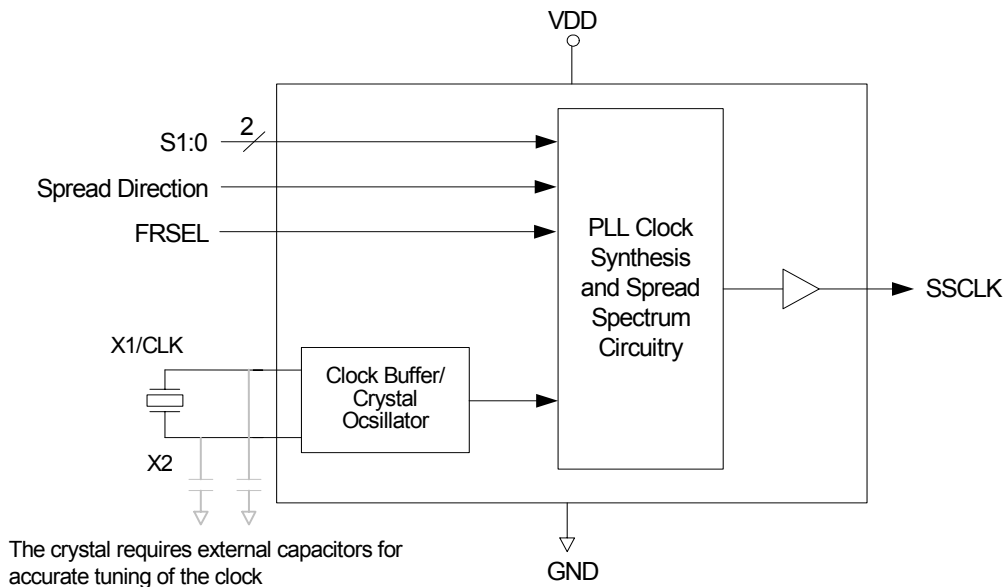 VDD
2
S1:0
Spread Direction
FRSEL
PLL Clock
Synthesis
and Spread
Spectrum
Circuitry
SSCLK
X1/CLK
Clock Buffer/
Crystal
Ocsillator
X2
The crystal requires external capacitors for
accurate tuning of the clock
GND